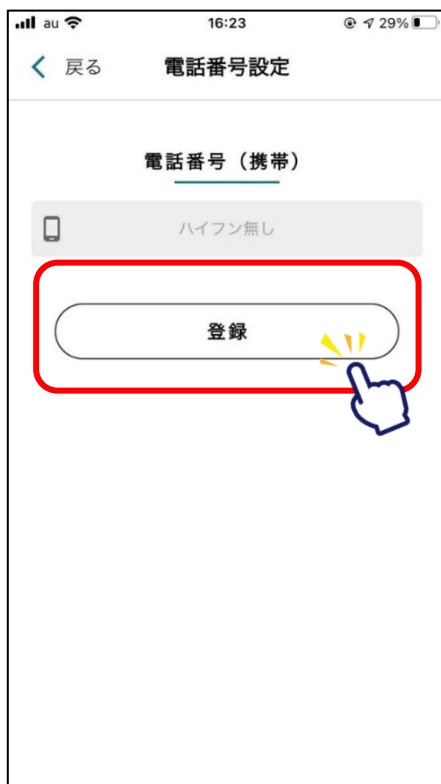 au 16:23 29%
戻る 電話番号設定
電話番号（携帯）
ハイフン無し
登録